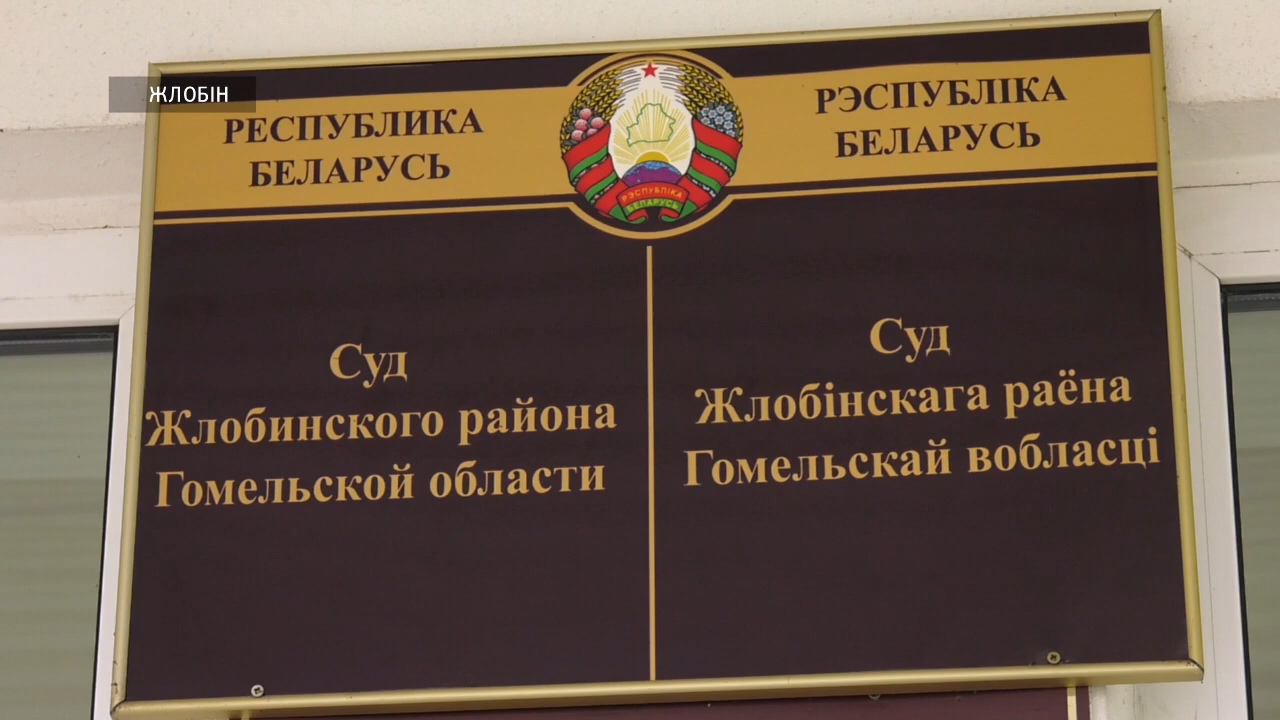 ЖЛОБІН
РЕСПУБЛИКА
БЕЛАРУСЬ
РЭСПУБЛІКА
БЕЛАРУСЬ
РЭСПУБЛІКА
БЕЛАРУСЬ
Суд
Жлобинского района
Гомельской области
Суд
Жлобінскага раёна
Гомельскай вобласці